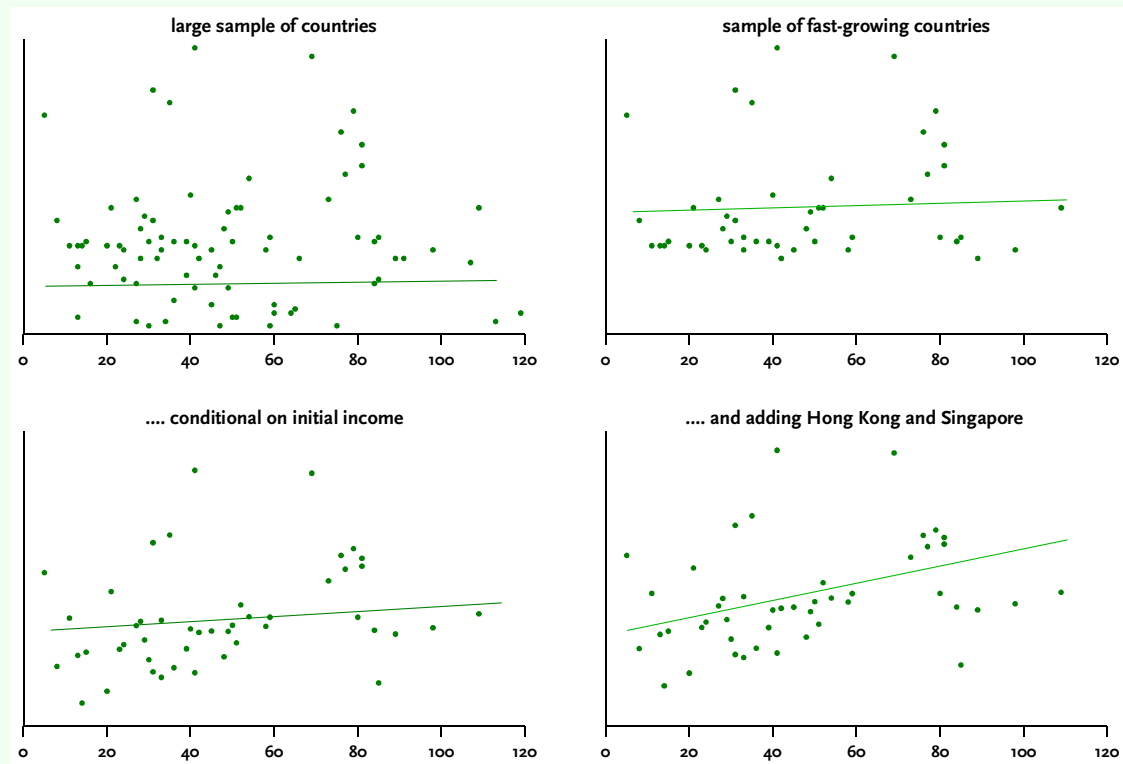 large sample of countries
0 20 40 60 80 100 120
sample of fast-growing countries
0 20 40 60 80 100 120
.... conditional on initial income
0 20 40 60 80 100 120
.... and adding Hong Kong and Singapore
0 20 40 60 80 100 120